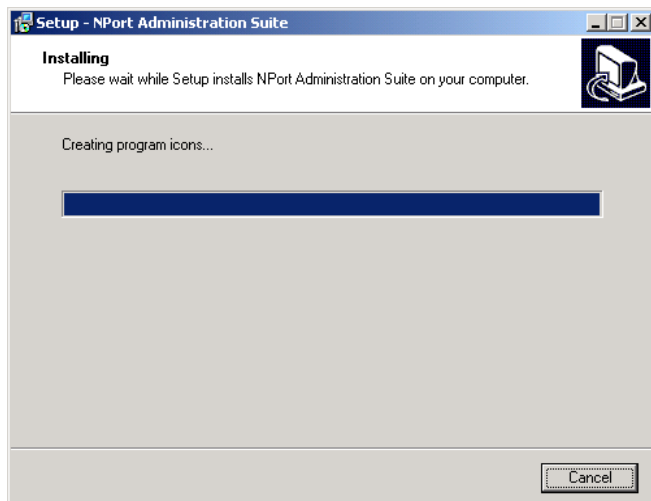 Setup - NPort Administration Suite
Installing
Please wait while Setup installs NPort Administration Suite on your computer.
Creating program icons...
Cancel